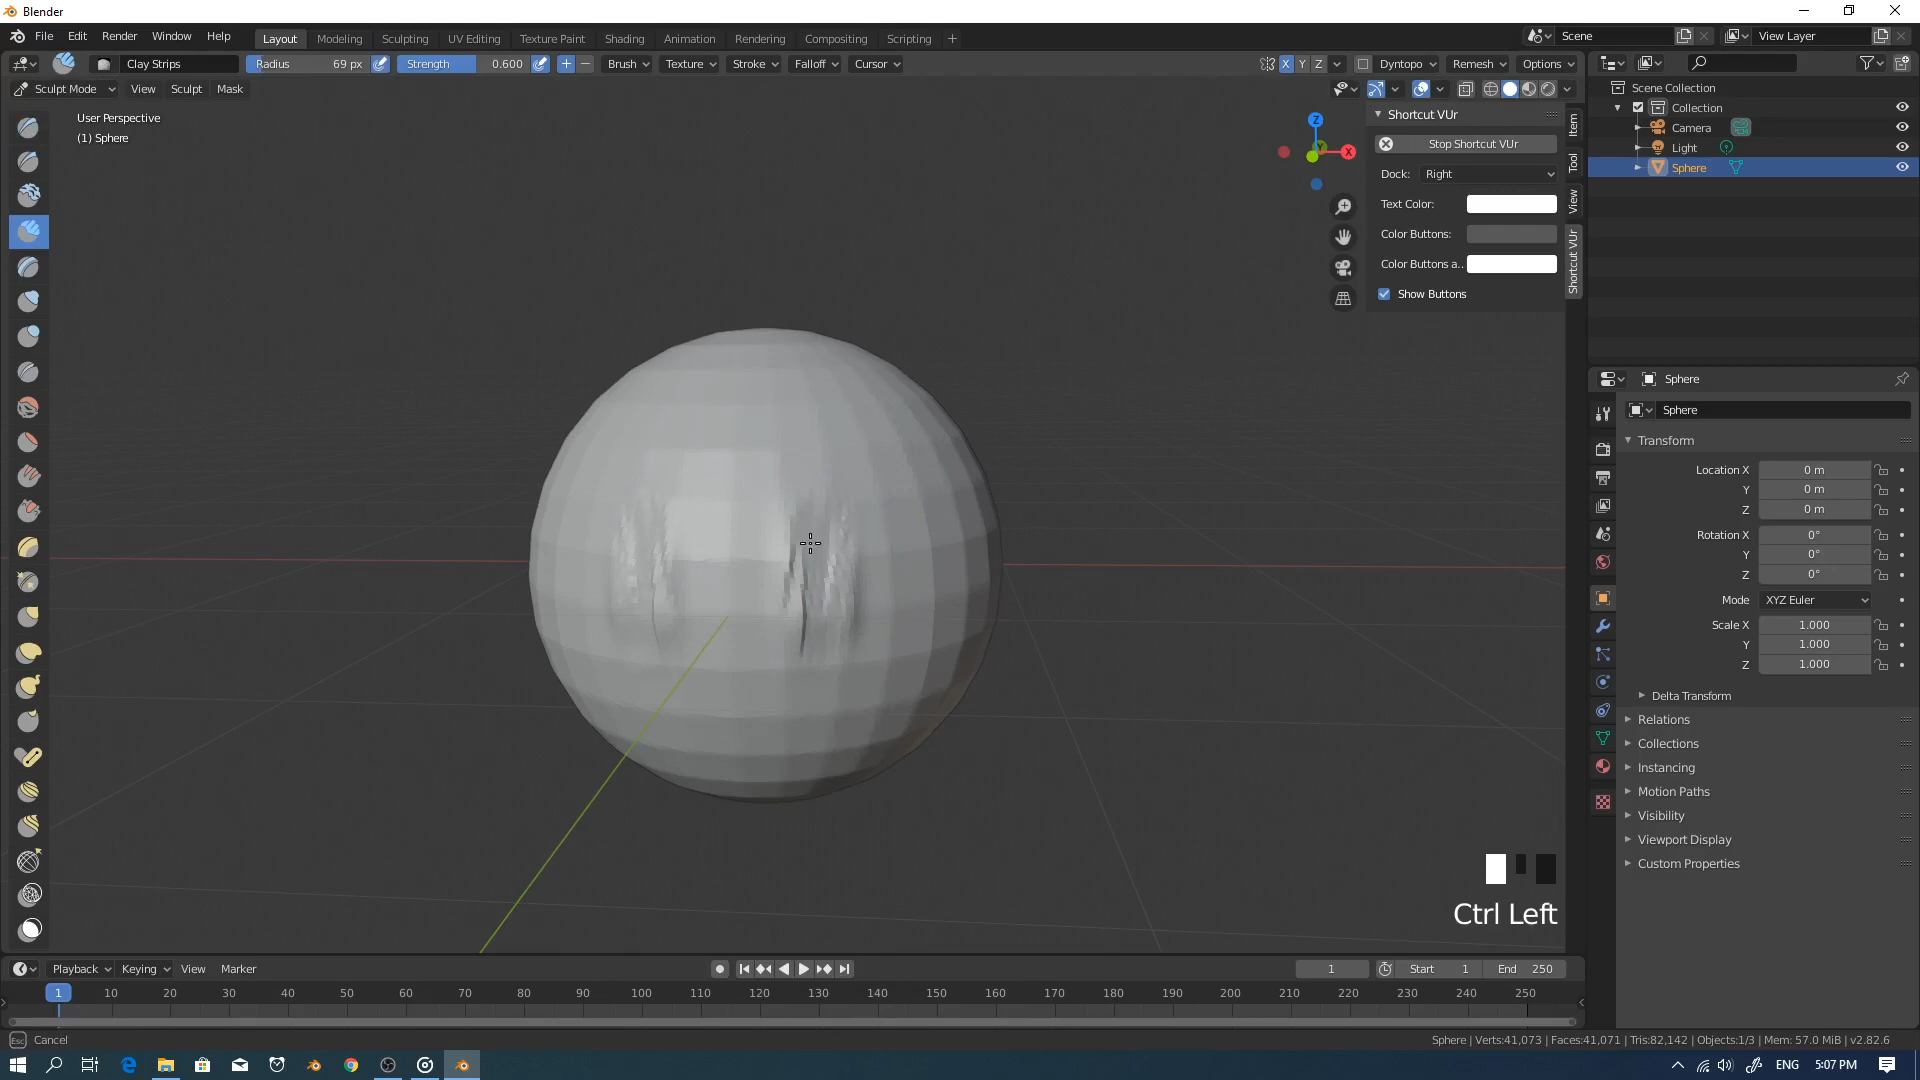 Blender
File Edit Render Window Help Layout Modeling Sculpting UV Editing Texture Paint Shading Animation Rendering Compositing Scripting + Scene View Layer
Clay Strips Radius 69 px Strength 0.600 Brush Texture Stroke Falloff Cursor X Y Z Dyntopo Remesh Options
Sculpt Mode View Sculpt Mask
User Perspective
(1) Sphere
Z
X
Y
Shortcut VUr
Stop Shortcut VUr
Dock: Right
Text Color:
Color Buttons:
Color Buttons a..
Show Buttons
Item
Tool
View
Shortcut VUr
Scene Collection
Collection
Camera
Light
Sphere
Sphere
Sphere
Transform
Location X 0 m
Y 0 m
Z 0 m
Rotation X 0°
Y 0°
Z 0°
Mode XYZ Euler
Scale X 1.000
Y 1.000
Z 1.000
Delta Transform
Relations
Collections
Instancing
Motion Paths
Visibility
Viewport Display
Custom Properties
Ctrl Left
Playback Keying View Marker 1 Start 1 End 250
1 10 20 30 40 50 60 70 80 90 100 110 120 130 140 150 160 170 180 190 200 210 220 230 240 250
Esc Cancel Sphere | Verts:41,073 | Faces:41,071 | Tris:82,142 | Objects:1/3 | Mem: 57.0 MiB | v2.82.6
ENG 5:07 PM